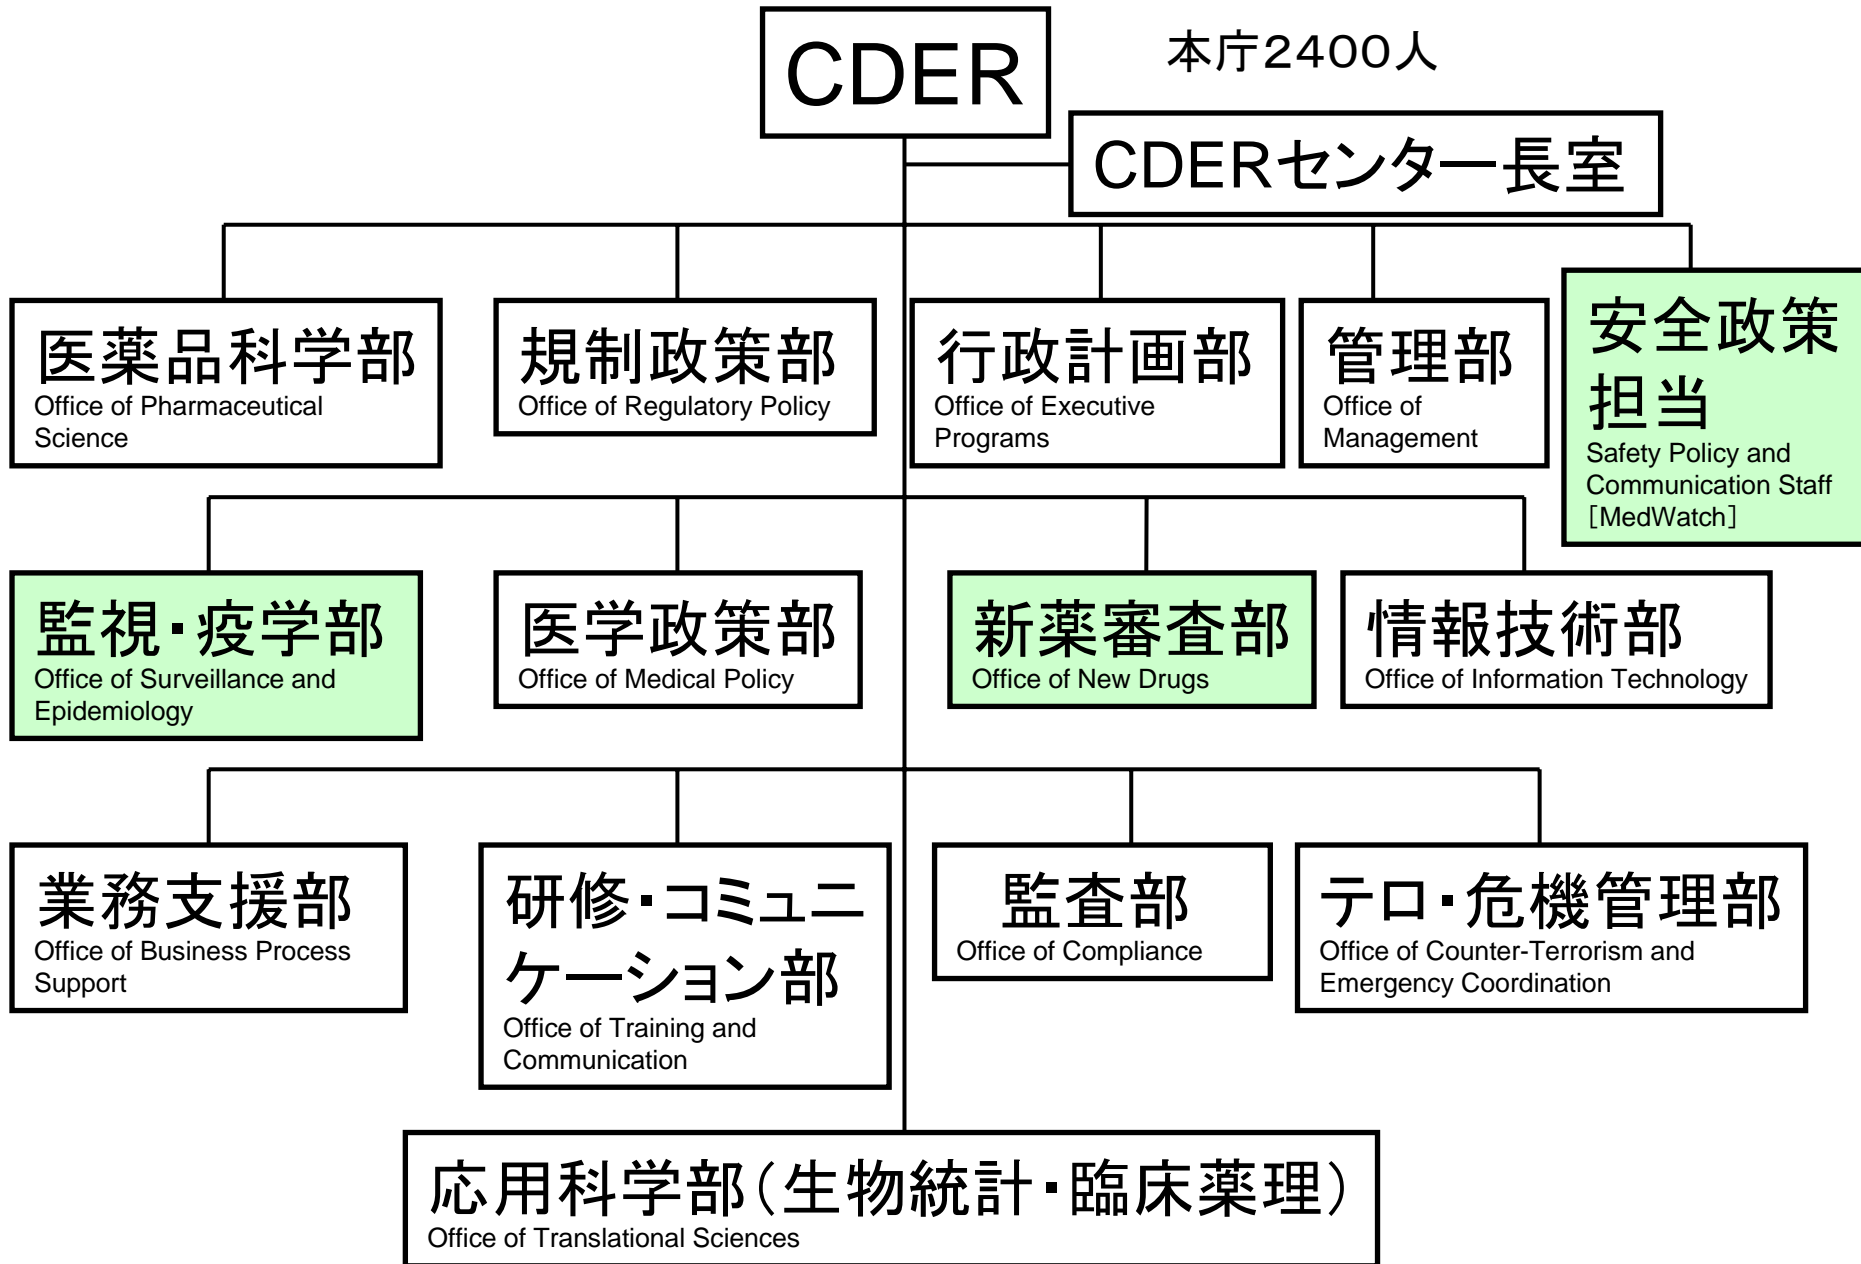 CDER
本庁2400人
CDERセンター長室
医薬品科学部
Office of Pharmaceutical
Science
規制政策部
Office of Regulatory Policy
行政計画部
Office of Executive
Programs
管理部
Office of
Management
安全政策
担当
Safety Policy and
Communication Staff
[MedWatch]
監視・疫学部
Office of Surveillance and
Epidemiology
医学政策部
Office of Medical Policy
新薬審査部
Office of New Drugs
情報技術部
Office of Information Technology
業務支援部
Office of Business Process
Support
研修・コミュニ
ケーション部
Office of Training and
Communication
監査部
Office of Compliance
テロ・危機管理部
Office of Counter-Terrorism and
Emergency Coordination
応用科学部(生物統計・臨床薬理)
Office of Translational Sciences